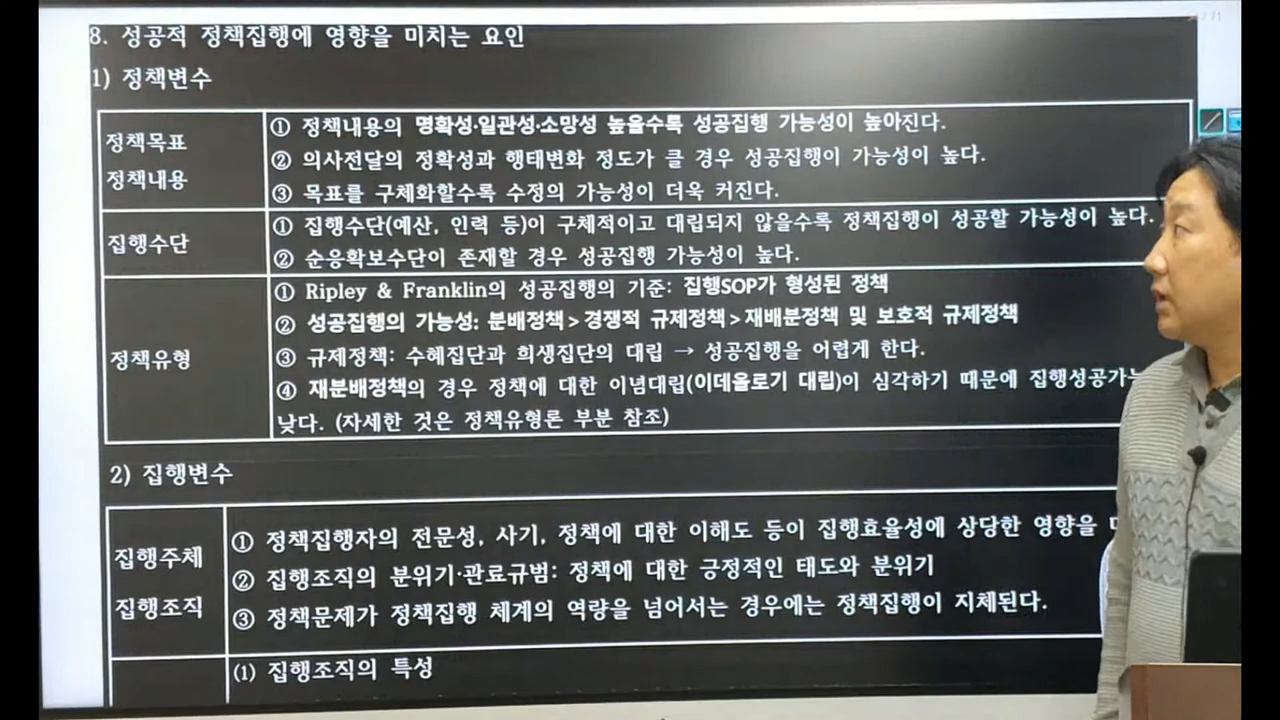 8. 성공적 정책집행에 영향을 미치는 요인
1) 정책변수
정책목표
정책내용
① 정책내용의 명확성·일관성·소망성 높을수록 성공집행 가능성이 높아진다.
② 의사전달의 정확성과 행태변화 정도가 클 경우 성공집행이 가능성이 높다.
③ 목표를 구체화할수록 수정의 가능성이 더욱 커진다.
집행수단
① 집행수단(예산, 인력 등)이 구체적이고 대립되지 않을수록 정책집행이 성공할 가능성이 높다.
② 순응확보수단이 존재할 경우 성공집행 가능성이 높다.
정책유형
① Ripley & Franklin의 성공집행의 기준: 집행SOP가 형성된 정책
② 성공집행의 가능성: 분배정책 > 경쟁적 규제정책 > 재배분정책 및 보호적 규제정책
③ 규제정책: 수혜집단과 희생집단의 대립 → 성공집행을 어렵게 한다.
④ 재분배정책의 경우 정책에 대한 이념대립(이데올로기 대립)이 심각하기 때문에 집행성공가능
낮다. (자세한 것은 정책유형론 부분 참조)
2) 집행변수
집행주체
집행조직
① 정책집행자의 전문성, 사기, 정책에 대한 이해도 등이 집행효율성에 상당한 영향을
② 집행조직의 분위기·관료규범: 정책에 대한 긍정적인 태도와 분위기
③ 정책문제가 정책집행 체계의 역량을 넘어서는 경우에는 정책집행이 지체된다.
(1) 집행조직의 특성